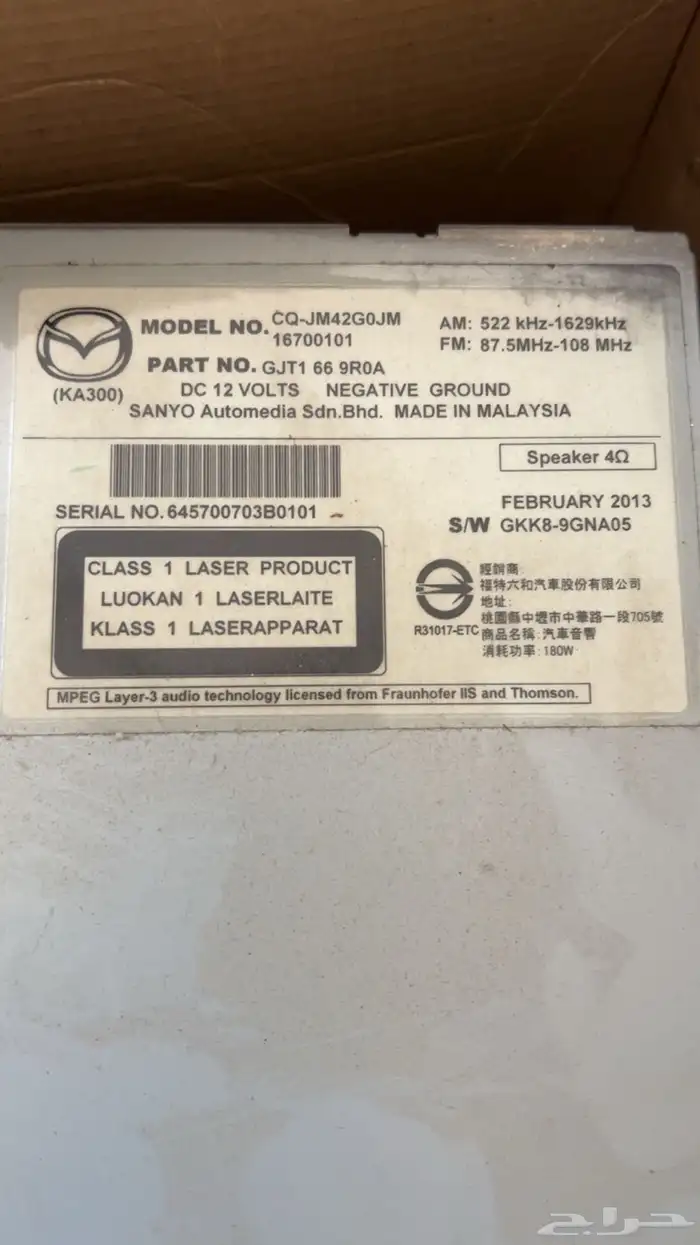 MODEL NO. CQ-JM42G0JM
16700101
AM: 522 kHz-1629kHz
FM: 87.5MHz-108 MHz
PART NO. GJT1 66 9R0A
(KA300)
DC 12 VOLTS NEGATIVE GROUND
SANYO Automedia Sdn.Bhd. MADE IN MALAYSIA
Speaker 4Ω
SERIAL NO. 645700703B0101
FEBRUARY 2013
S/W GKK8-9GNA05
CLASS 1 LASER PRODUCT
LUOKAN 1 LASERLAITE
KLASS 1 LASERAPPARAT
R31017-ETC
經銷商:
福特六和汽車股份有限公司
地址:
桃園縣中壢市中華路一段705號
商品名稱:汽車音響
消耗功率:180W
MPEG Layer-3 audio technology licensed from Fraunhofer IIS and Thomson.
حراج